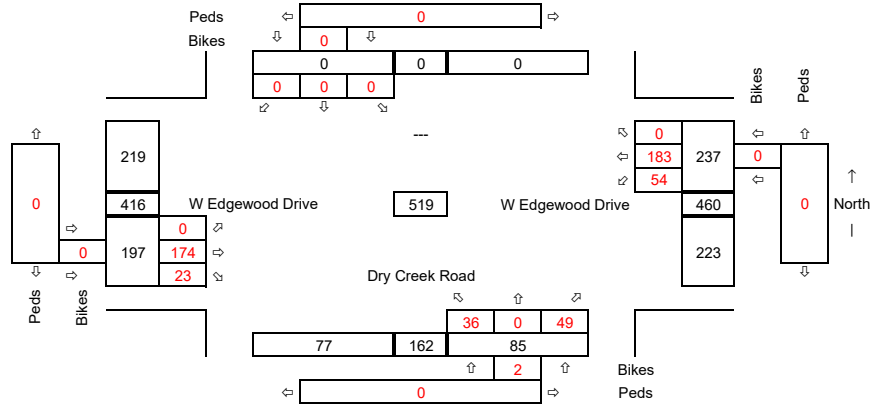 Peds
0
Bikes
0
0 0 0
0 0 0
Bikes
Peds
---
219
0
183
237
0
54
0
416
W Edgewood Drive
519
W Edgewood Drive
460
0
North
0
197
0
174
23
223
Dry Creek Road
Peds
Bikes
36 0 49
77 162 85
2
Bikes
0
Peds